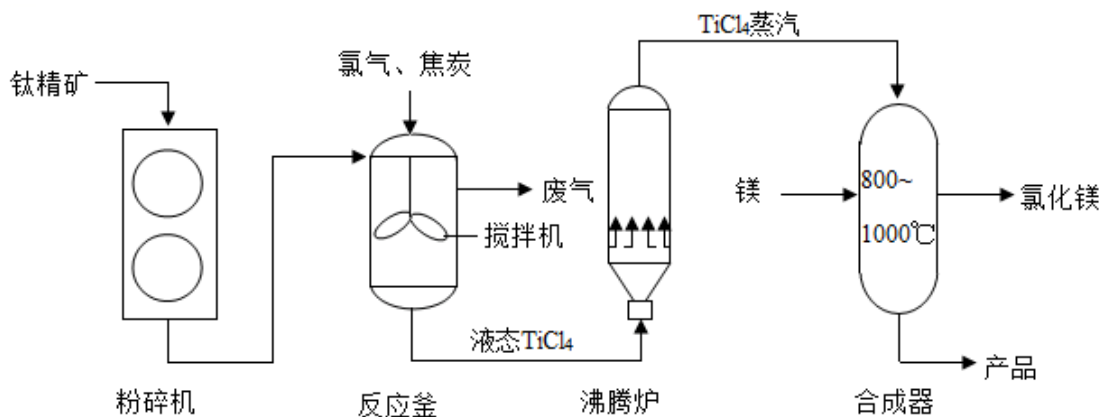 TiCl₄蒸汽
氯气、焦炭
钛精矿
废气
搅拌机
镁
800~
1000℃
氯化镁
液态TiCl₄
产品
粉碎机
反应釜
沸腾炉
合成器